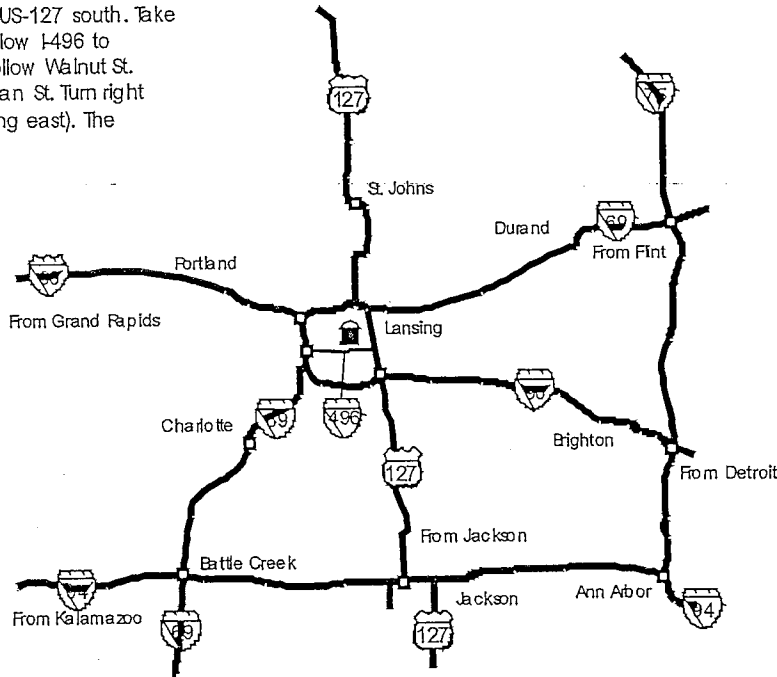 US-127 south. Take
low I-496 to
llow Walnut St.
an St. Turn right
ng east). The
127
St. Johns
Durand
69
From Flint
Portland
From Grand Rapids
Lansing
Charlotte
69
496
Brighton
127
From Detroit
From Jackson
Battle Creek
Jackson
Ann Arbor
From Kalamazoo
69
127
94